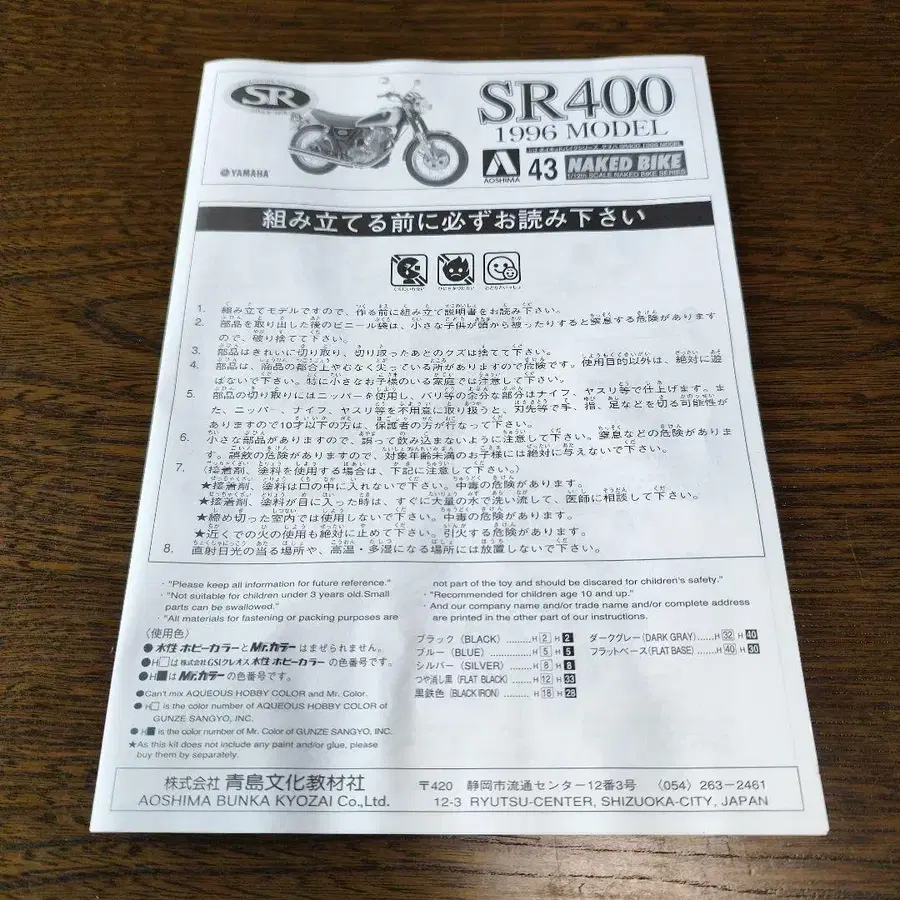 SR
YAMAHA
SR400
1996 MODEL
AOSHIMA
43
NAKED BIKE
1/12th SCALE NAKED BIKE SERIES
組み立てる前に必ずお読み下さい
1. 組み立てモデルですので、作る前に組み立て説明書をお読み下さい。
2. 部品を取り出した後のビニール袋は、小さな子供が頭から被ったりすると窒息する危険があります
ので、破り捨てて下さい。
3. 部品はきれいに切り取り、切り取ったあとのクズは捨てて下さい。
4. 部品は、商品の都合上やむなく尖っている所がありますので危険です。使用目的以外は、絶対に遊
ばないで下さい。特に小さなお子様のいる家庭では注意して下さい。
5. 部品の切り取りにはニッパーを使用し、バリ等の余分な部分はナイフ、ヤスリ等で仕上げます。ま
た、ニッパー、ナイフ、ヤスリ等を不用意に取り扱うと、刃先等で手、指、足などを切る可能性が
ありますので10才以下の方は、保護者の方が行なって下さい。
6. 小さな部品がありますので、誤って飲み込まないように注意して下さい。窒息などの危険がありま
す。誤飲の危険がありますので、対象年齢未満のお子様には絶対に与えないで下さい。
7. (接着剤、塗料を使用する場合は、下記に注意して下さい。)
★接着剤、塗料は口の中に入れないで下さい。中毒の危険があります。
★接着剤、塗料が目に入った時は、すぐに大量の水で洗い流して、医師に相談して下さい。
★締め切った室内では使用しないで下さい。中毒の危険があります。
★近くでの火の使用も絶対に止めて下さい。引火する危険があります。
8. 直射日光の当る場所や、高温・多湿になる場所には放置しないで下さい。
・"Please keep all information for future reference."
・"Not suitable for children under 3 years old.Small
parts can be swallowed."
・"All materials for fastening or packing purposes are
not part of the toy and should be discared for children's safety."
・"Recommended for children age 10 and up."
・And our company name and/or trade name and/or complete address
are printed in the other part of our instructions.
〈使用色〉
●水性ホビーカラーとMr.カラーはまぜられません。
●H□は株式会社GSIクレオス 水性ホビーカラーの色番号です。
●H■はMr.カラーの色番号です。
●Can't mix AQUEOUS HOBBY COLOR and Mr. Color.
●H□ is the color number of AQUEOUS HOBBY COLOR of
GUNZE SANGYO, INC.
●H■ is the color number of Mr. Color of GUNZE SANGYO, INC.
★As this kit does not include any paint and/or glue, please
buy them by separately.
ブラック (BLACK) ........H 2 H 2
ブルー (BLUE) ..........H 5 H 5
シルバー (SILVER) ......H 8 H 8
つや消し黒 (FLAT BLACK) ......H 12 H 33
黒鉄色 (BLACK IRON) ......H 18 H 28
ダークグレー(DARK GRAY)......H 32 H 40
フラットベース(FLAT BASE) ......H 40 H 30
株式会社 青島文化教材社
AOSHIMA BUNKA KYOZAI Co.,Ltd.
〒420 静岡市流通センター12番3号 (054) 263-2461
12-3 RYUTSU-CENTER, SHIZUOKA-CITY, JAPAN